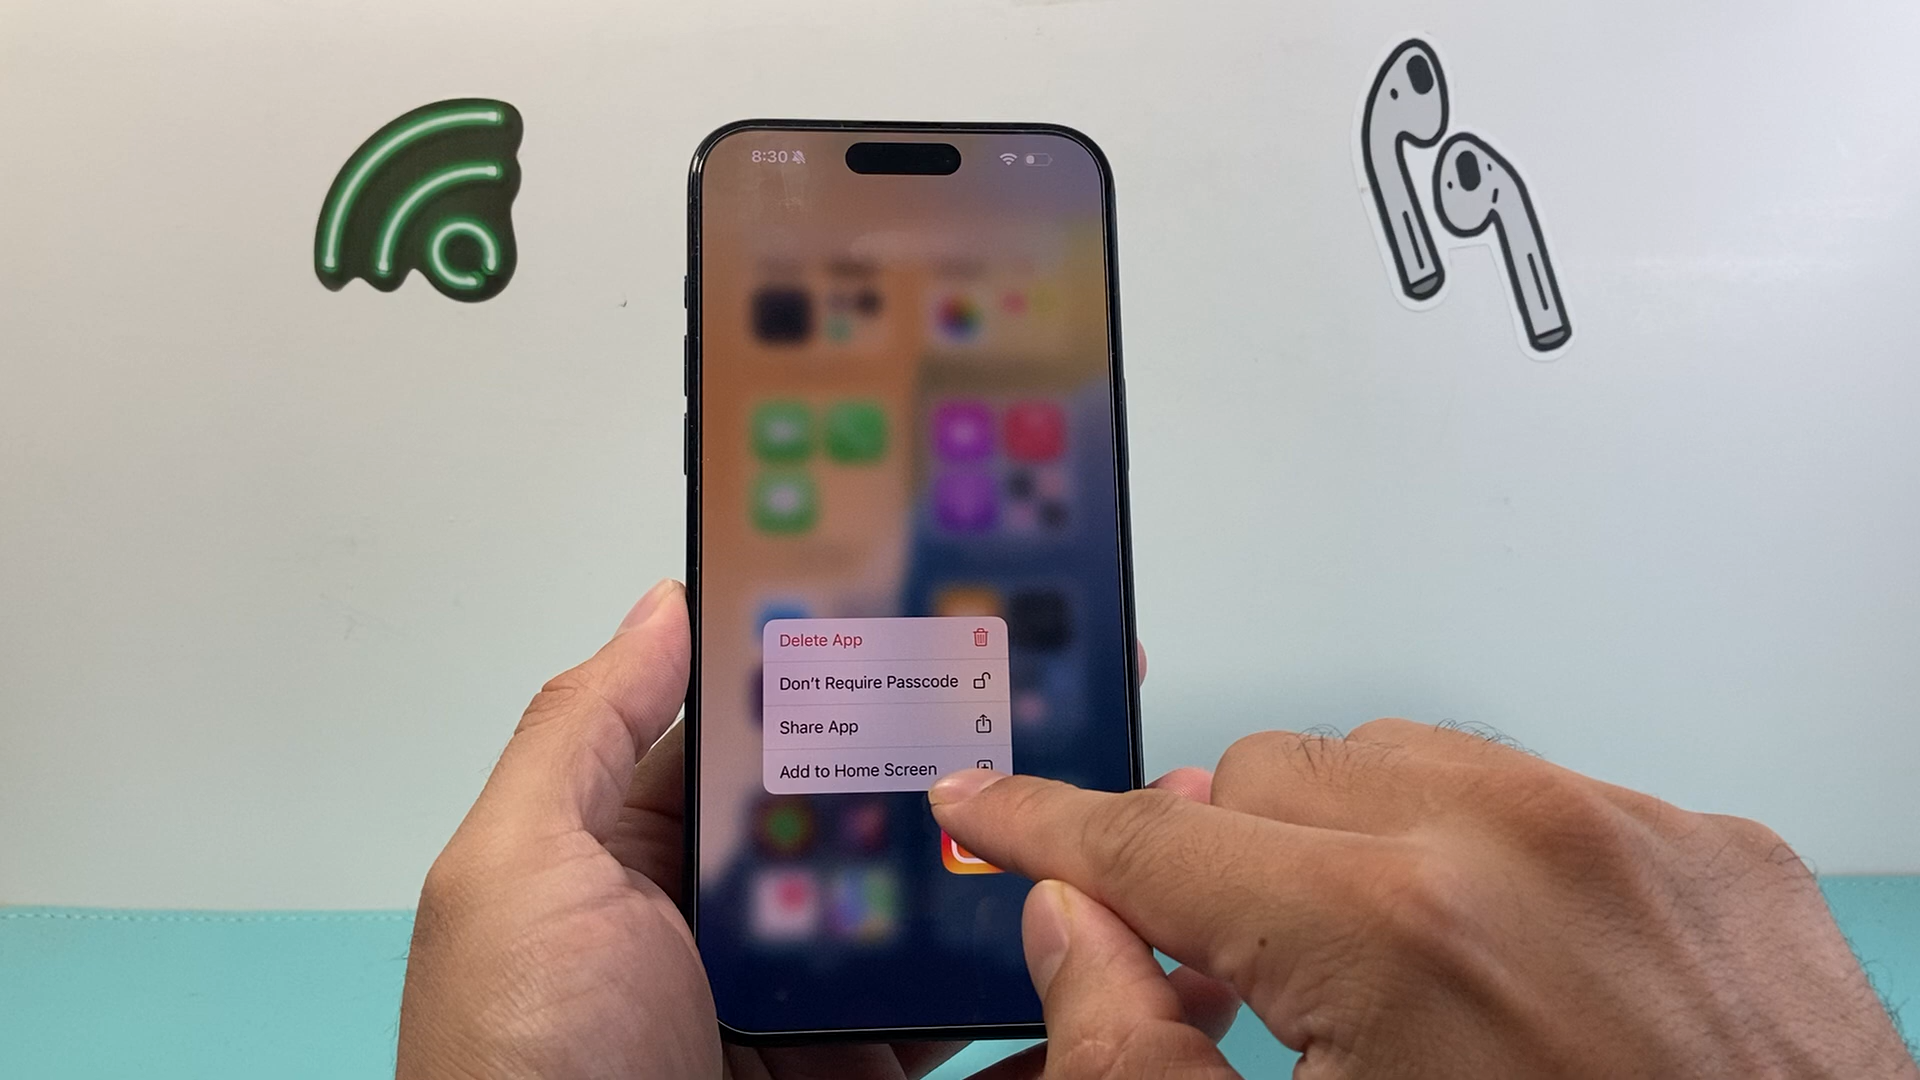 8:30
Delete App
Don't Require Passcode
Share App
Add to Home Screen